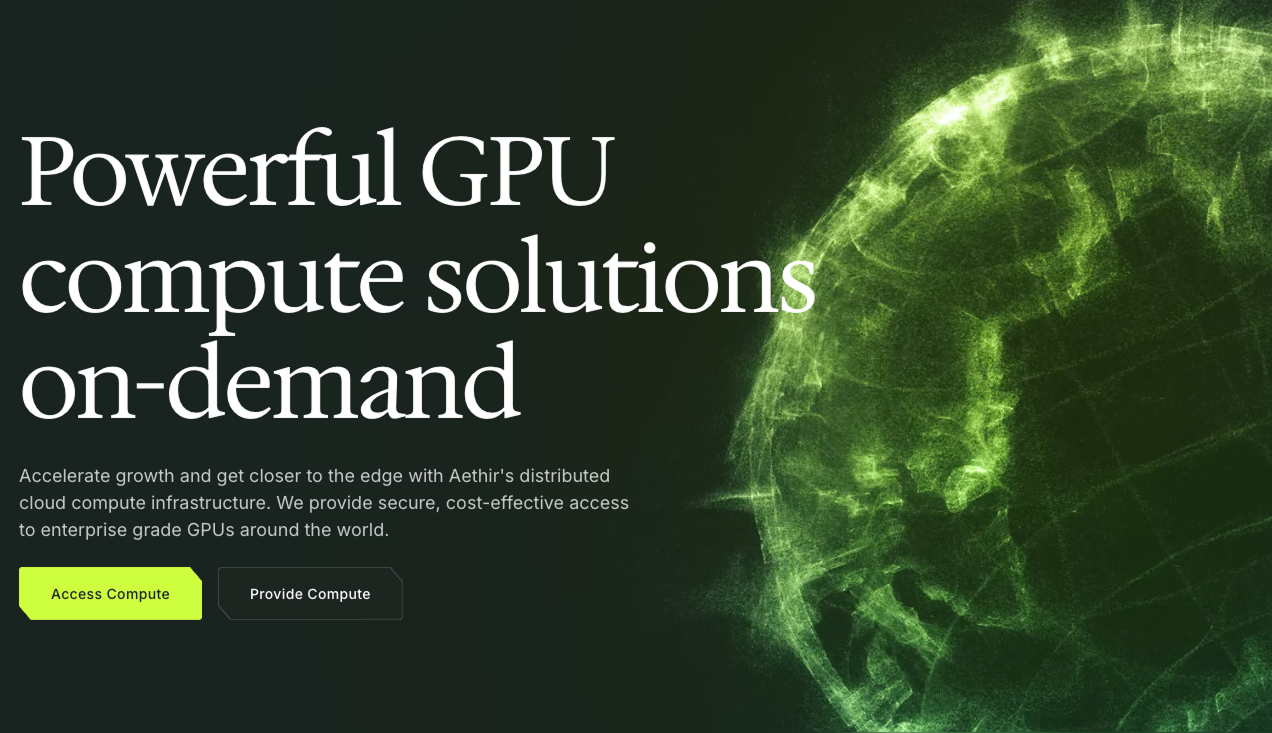 Powerful GPU
compute solutions
on-demand
Accelerate growth and get closer to the edge with Aethir's distributed
cloud compute infrastructure. We provide secure, cost-effective access
to enterprise grade GPUs around the world.
Access Compute
Provide Compute